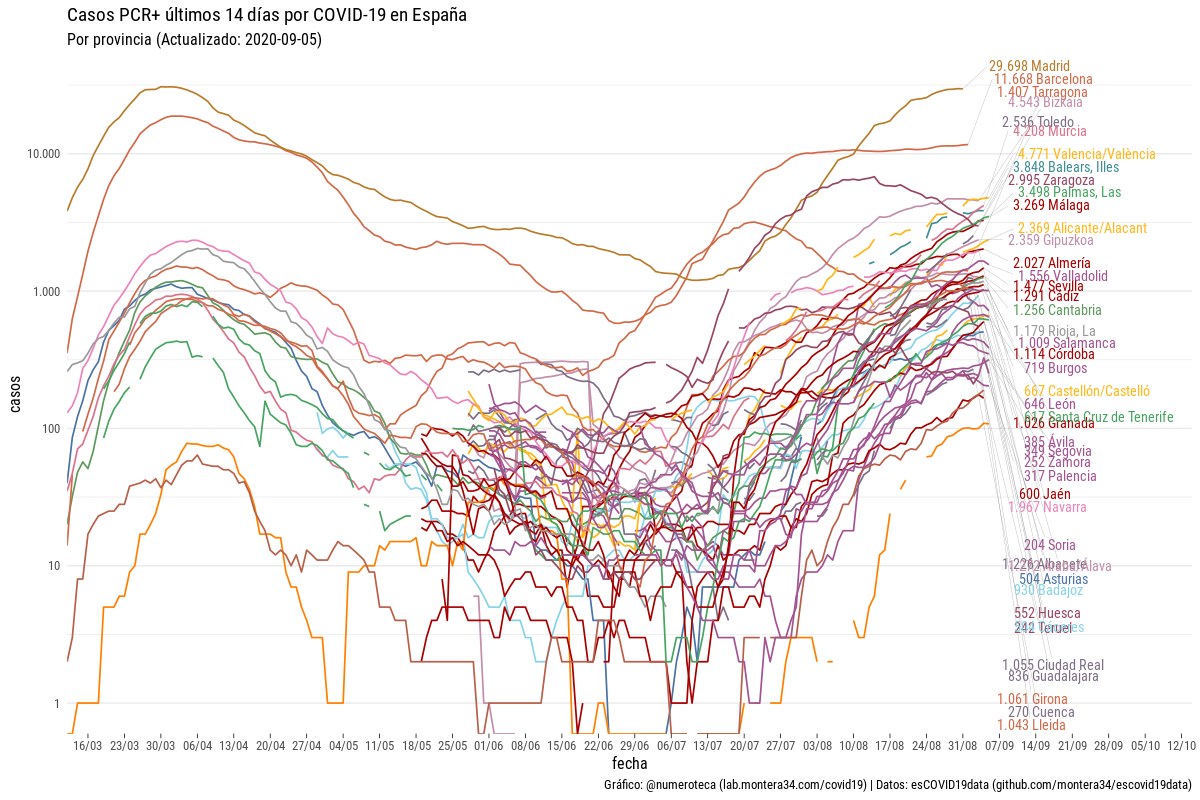 Casos PCR+ últimos 14 días por COVID-19 en España
Por provincia (Actualizado: 2020-09-05)
casos
10.000
1.000
100
10
1
29.698 Madrid
11.668 Barcelona
1.407 Tarragona
4.543 Bizkaia
2.536 Toledo
4.208 Murcia
4.771 Valencia/València
3.848 Balears, Illes
2.995 Zaragoza
3.498 Palmas, Las
3.269 Málaga
2.369 Alicante/Alacant
2.359 Gipuzkoa
2.027 Almería
1.556 Valladolid
1.477 Sevilla
1.291 Cádiz
1.256 Cantabria
1.179 Rioja, La
1.009 Salamanca
1.114 Córdoba
719 Burgos
667 Castellón/Castelló
646 León
617 Santa Cruz de Tenerife
1.026 Granada
385 Ávila
349 Segovia
252 Zamora
317 Palencia
600 Jaén
1.967 Navarra
204 Soria
1.226 Albacete
Álava
504 Asturias
930 Badajoz
552 Huesca
242 Teruel
1.055 Ciudad Real
836 Guadalajara
1.061 Girona
270 Cuenca
1.043 Lleida
16/03 23/03 30/03 06/04 13/04 20/04 27/04 04/05 11/05 18/05 25/05 01/06 08/06 15/06 22/06 29/06 06/07 13/07 20/07 27/07 03/08 10/08 17/08 24/08 31/08 07/09 14/09 21/09 28/09 05/10 12/10
fecha
Gráfico: @numeroteca (lab.montera34.com/covid19) | Datos: esCOVID19data (github.com/montera34/escovid19data)